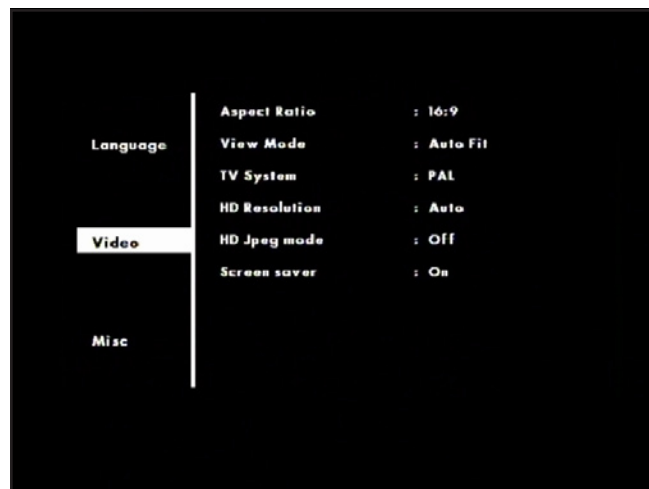 Language
Video
Misc
Aspect Ratio : 16:9
View Mode : Auto Fit
TV System : PAL
HD Resolution : Auto
HD Jpeg mode : Off
Screen saver : On